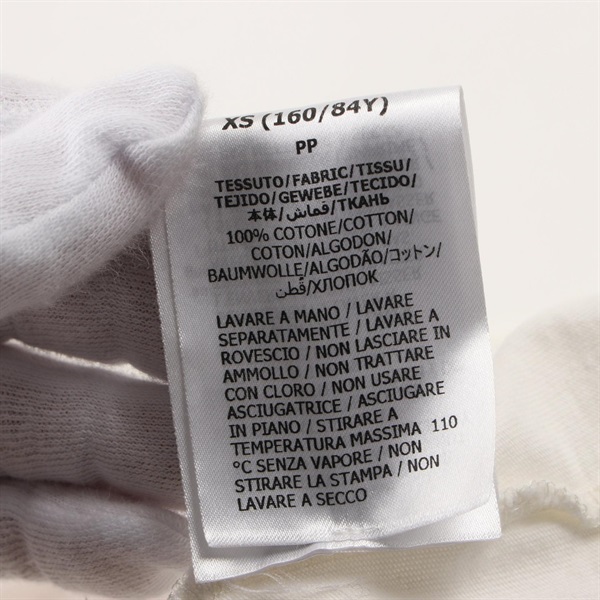 XS (160/84Y)
PP
TESSUTO/FABRIC/TISSU/
TEJIDO/GEWEBE/TECIDO/
本体/قماش/ТКАНЬ
100% COTONE/COTTON/
COTON/ALGODON/
BAUMWOLLE/ALGODÃO/コットン/
قُطن/ХЛОПОК
LAVARE A MANO / LAVARE
SEPARATAMENTE / LAVARE A
ROVESCIO / NON LASCIARE IN
AMMOLLO / NON TRATTARE
CON CLORO / NON USARE
ASCIUGATRICE / ASCIUGARE
IN PIANO / STIRARE A
TEMPERATURA MASSIMA 110
°C SENZA VAPORE / NON
STIRARE LA STAMPA / NON
LAVARE A SECCO